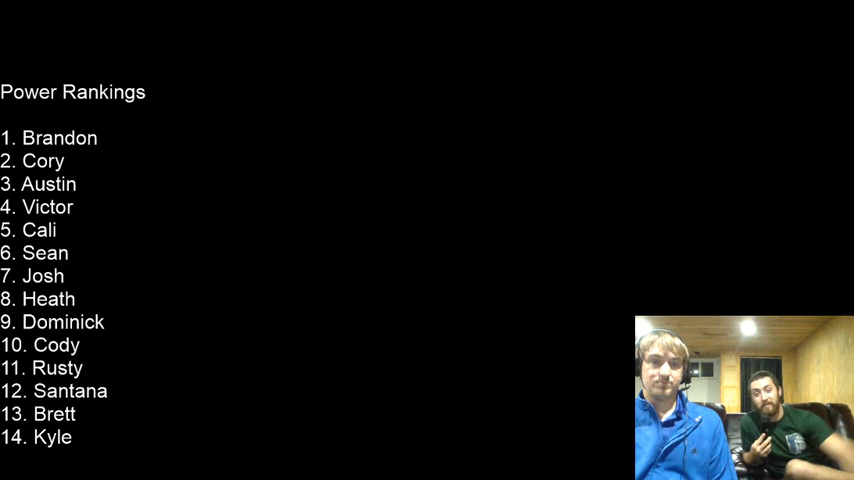 Power Rankings
1. Brandon
2. Cory
3. Austin
4. Victor
5. Cali
6. Sean
7. Josh
8. Heath
9. Dominick
10. Cody
11. Rusty
12. Santana
13. Brett
14. Kyle